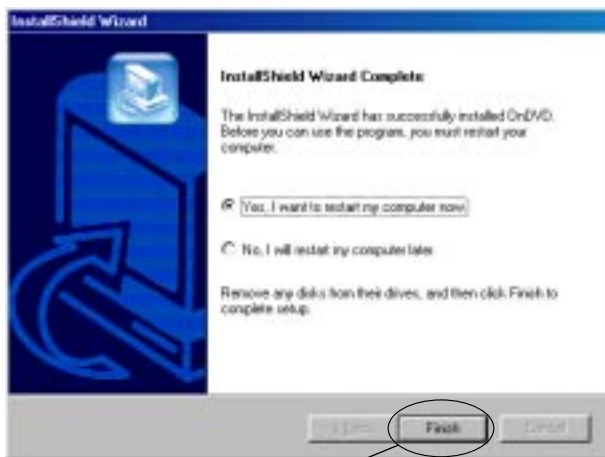 InstallShield Wizard
InstallShield Wizard Complete
The InstallShield Wizard has successfully installed OnDVD.
Before you can use the program, you must restart your
computer.
Yes, I want to restart my computer now.
No, I will restart my computer later.
Remove any disks from their drives, and then click Finish to
complete setup.
Finish
Cancel